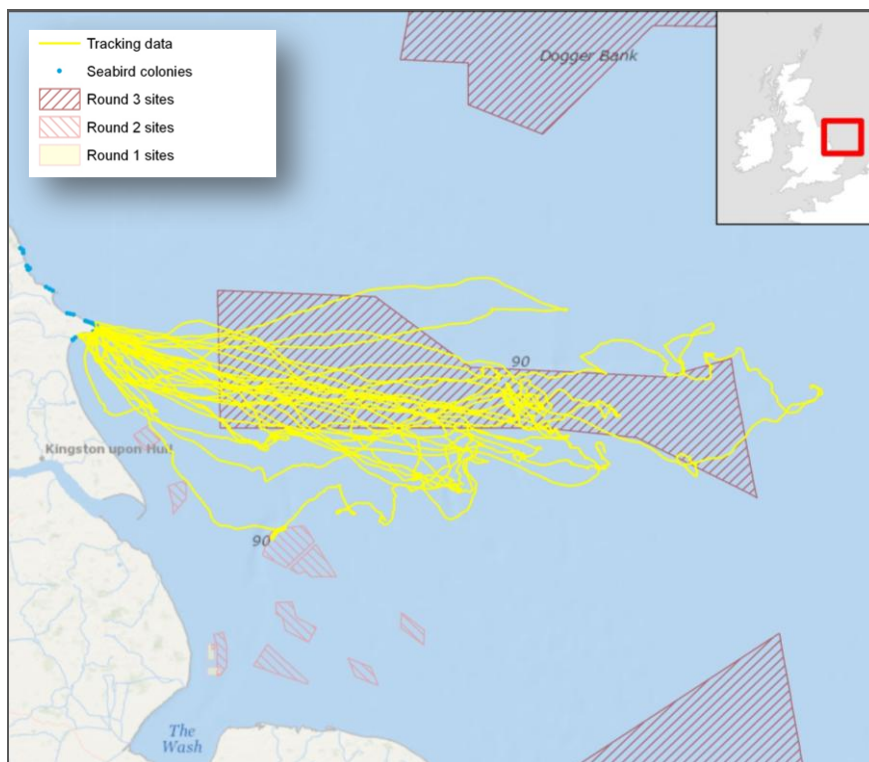 Tracking data
Seabird colonies
Round 3 sites
Round 2 sites
Round 1 sites
Dogger Bank
90
Kingston upon Hull
90
The
Wash